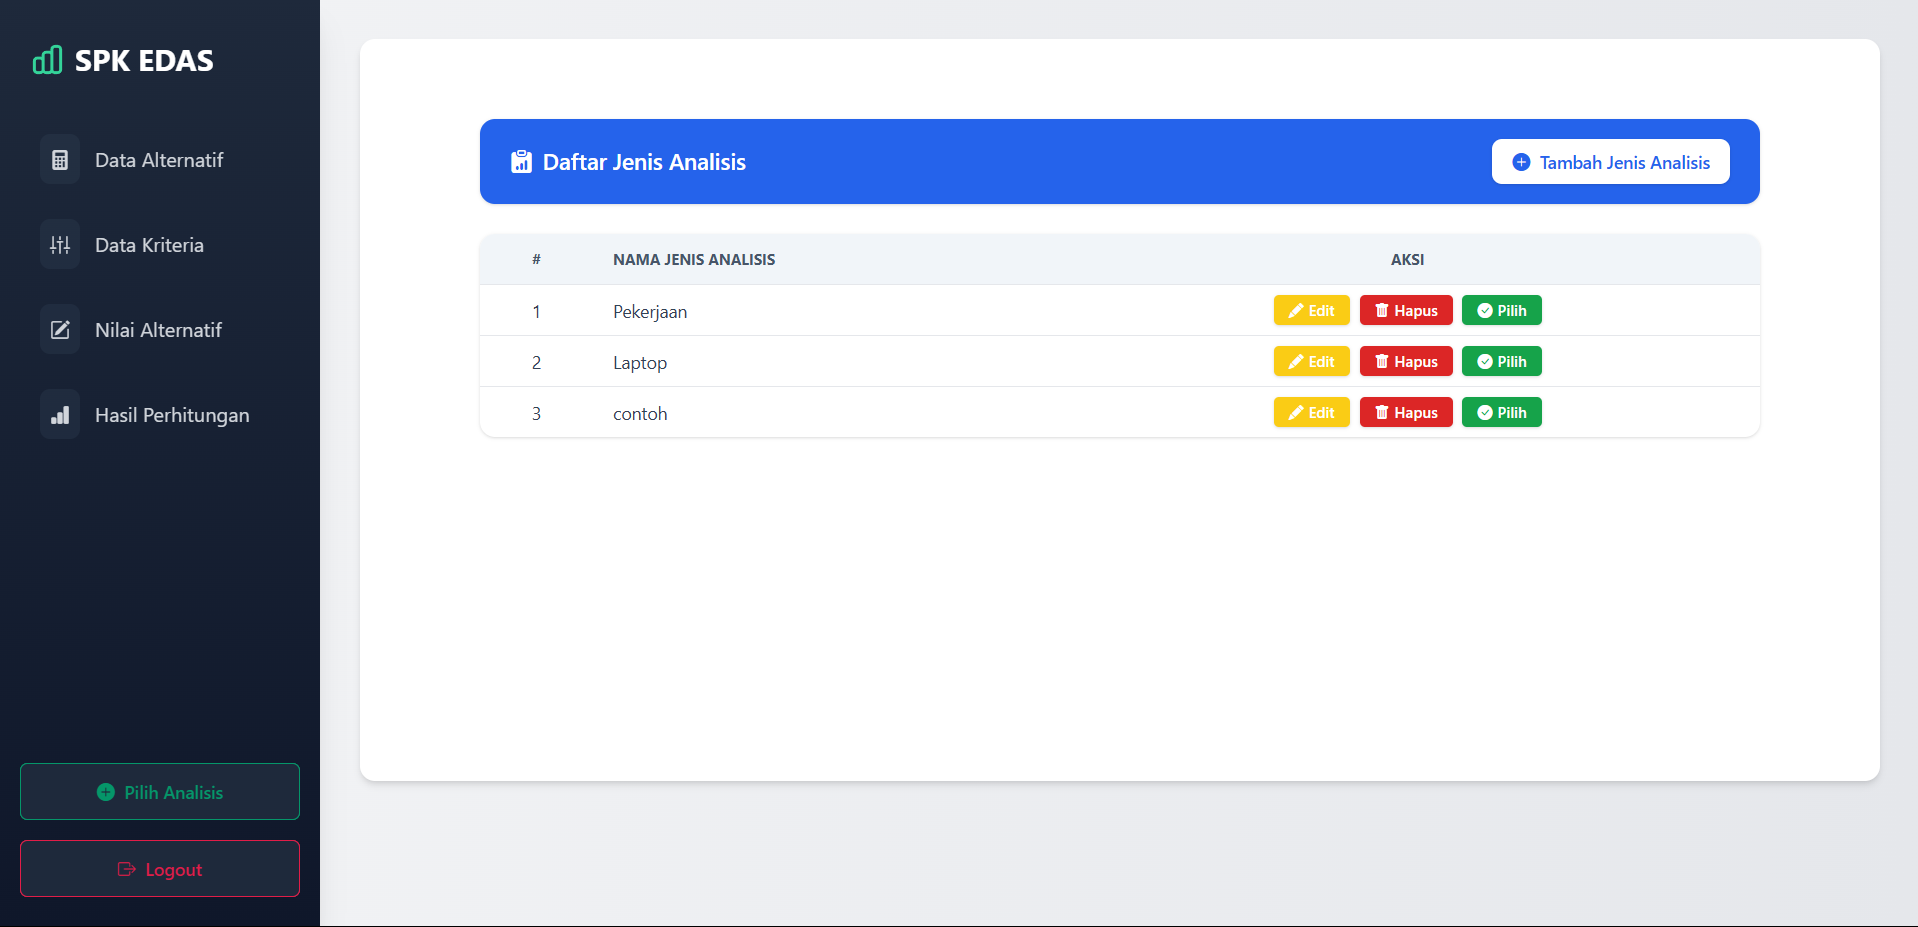 SPK EDAS
Data Alternatif
Data Kriteria
Nilai Alternatif
Hasil Perhitungan
Pilih Analisis
Logout
Daftar Jenis Analisis
Tambah Jenis Analisis
# NAMA JENIS ANALISIS AKSI
1 Pekerjaan Edit Hapus Pilih
2 Laptop Edit Hapus Pilih
3 contoh Edit Hapus Pilih